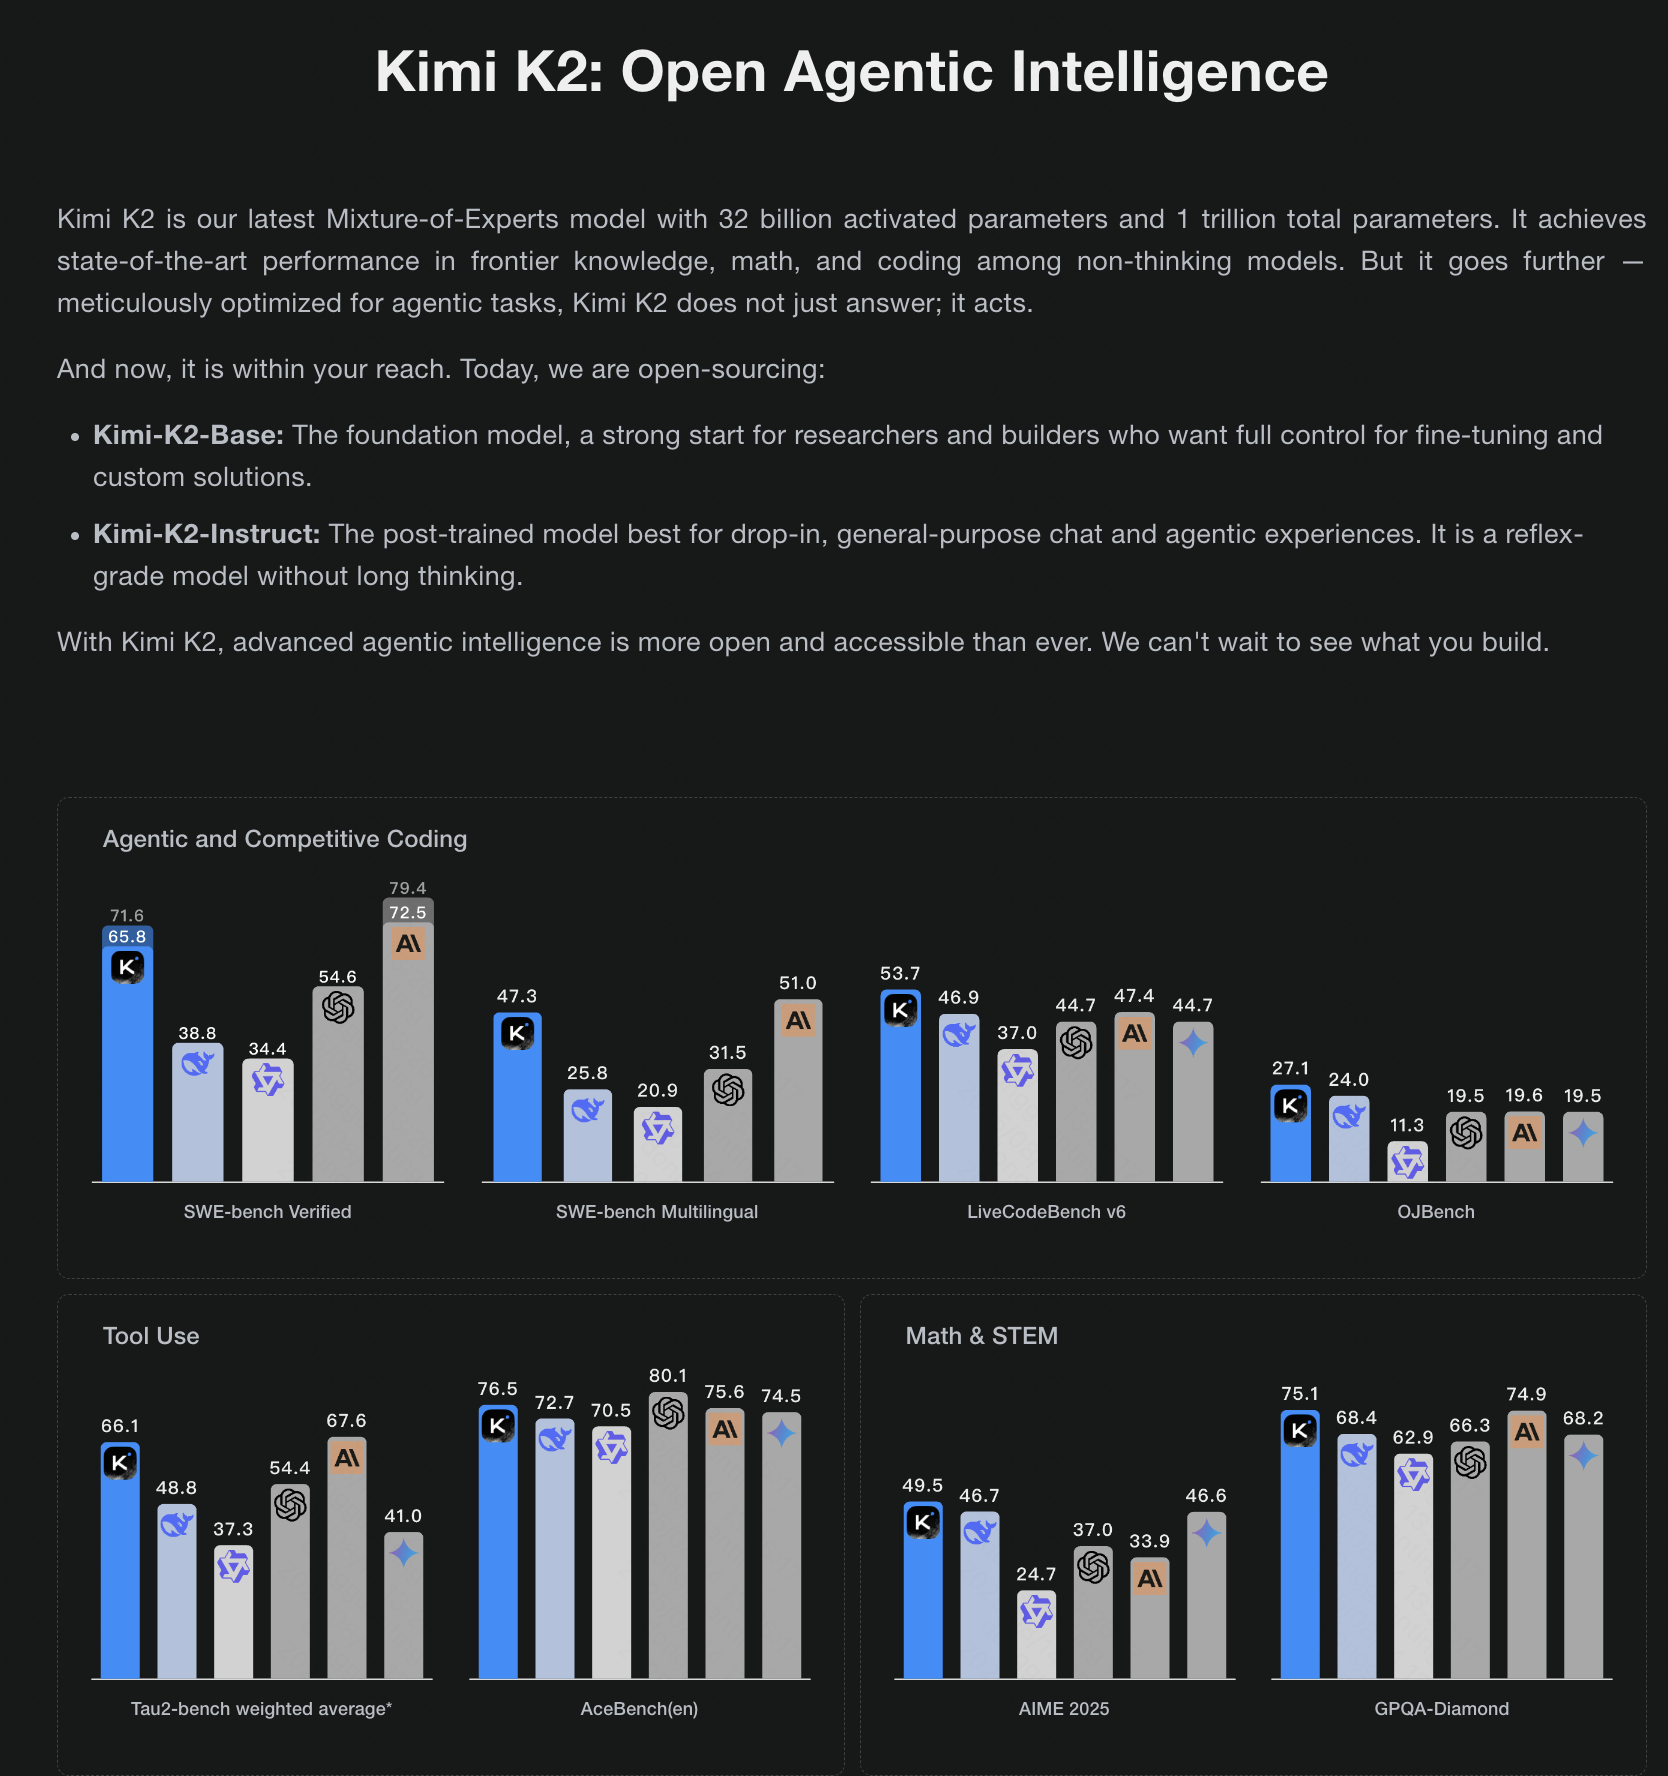 Kimi K2: Open Agentic Intelligence
Kimi K2 is our latest Mixture-of-Experts model with 32 billion activated parameters and 1 trillion total parameters. It achieves
state-of-the-art performance in frontier knowledge, math, and coding among non-thinking models. But it goes further —
meticulously optimized for agentic tasks, Kimi K2 does not just answer; it acts.
And now, it is within your reach. Today, we are open-sourcing:
• Kimi-K2-Base: The foundation model, a strong start for researchers and builders who want full control for fine-tuning and
custom solutions.
• Kimi-K2-Instruct: The post-trained model best for drop-in, general-purpose chat and agentic experiences. It is a reflex-
grade model without long thinking.
With Kimi K2, advanced agentic intelligence is more open and accessible than ever. We can't wait to see what you build.
Agentic and Competitive Coding
71.6
65.8
K
38.8
34.4
54.6
79.4
72.5
A\
SWE-bench Verified
47.3
K
25.8
20.9
31.5
51.0
A\
SWE-bench Multilingual
53.7
K
46.9
37.0
44.7
47.4
A\
44.7
LiveCodeBench v6
27.1
K
24.0
11.3
19.5
19.6
A\
19.5
OJBench
Tool Use
66.1
K
48.8
37.3
54.4
67.6
A\
41.0
Tau2-bench weighted average*
76.5
K
72.7
70.5
80.1
75.6
A\
74.5
AceBench(en)
Math & STEM
49.5
K
46.7
24.7
37.0
33.9
A\
46.6
AIME 2025
75.1
K
68.4
62.9
66.3
74.9
A\
68.2
GPQA-Diamond